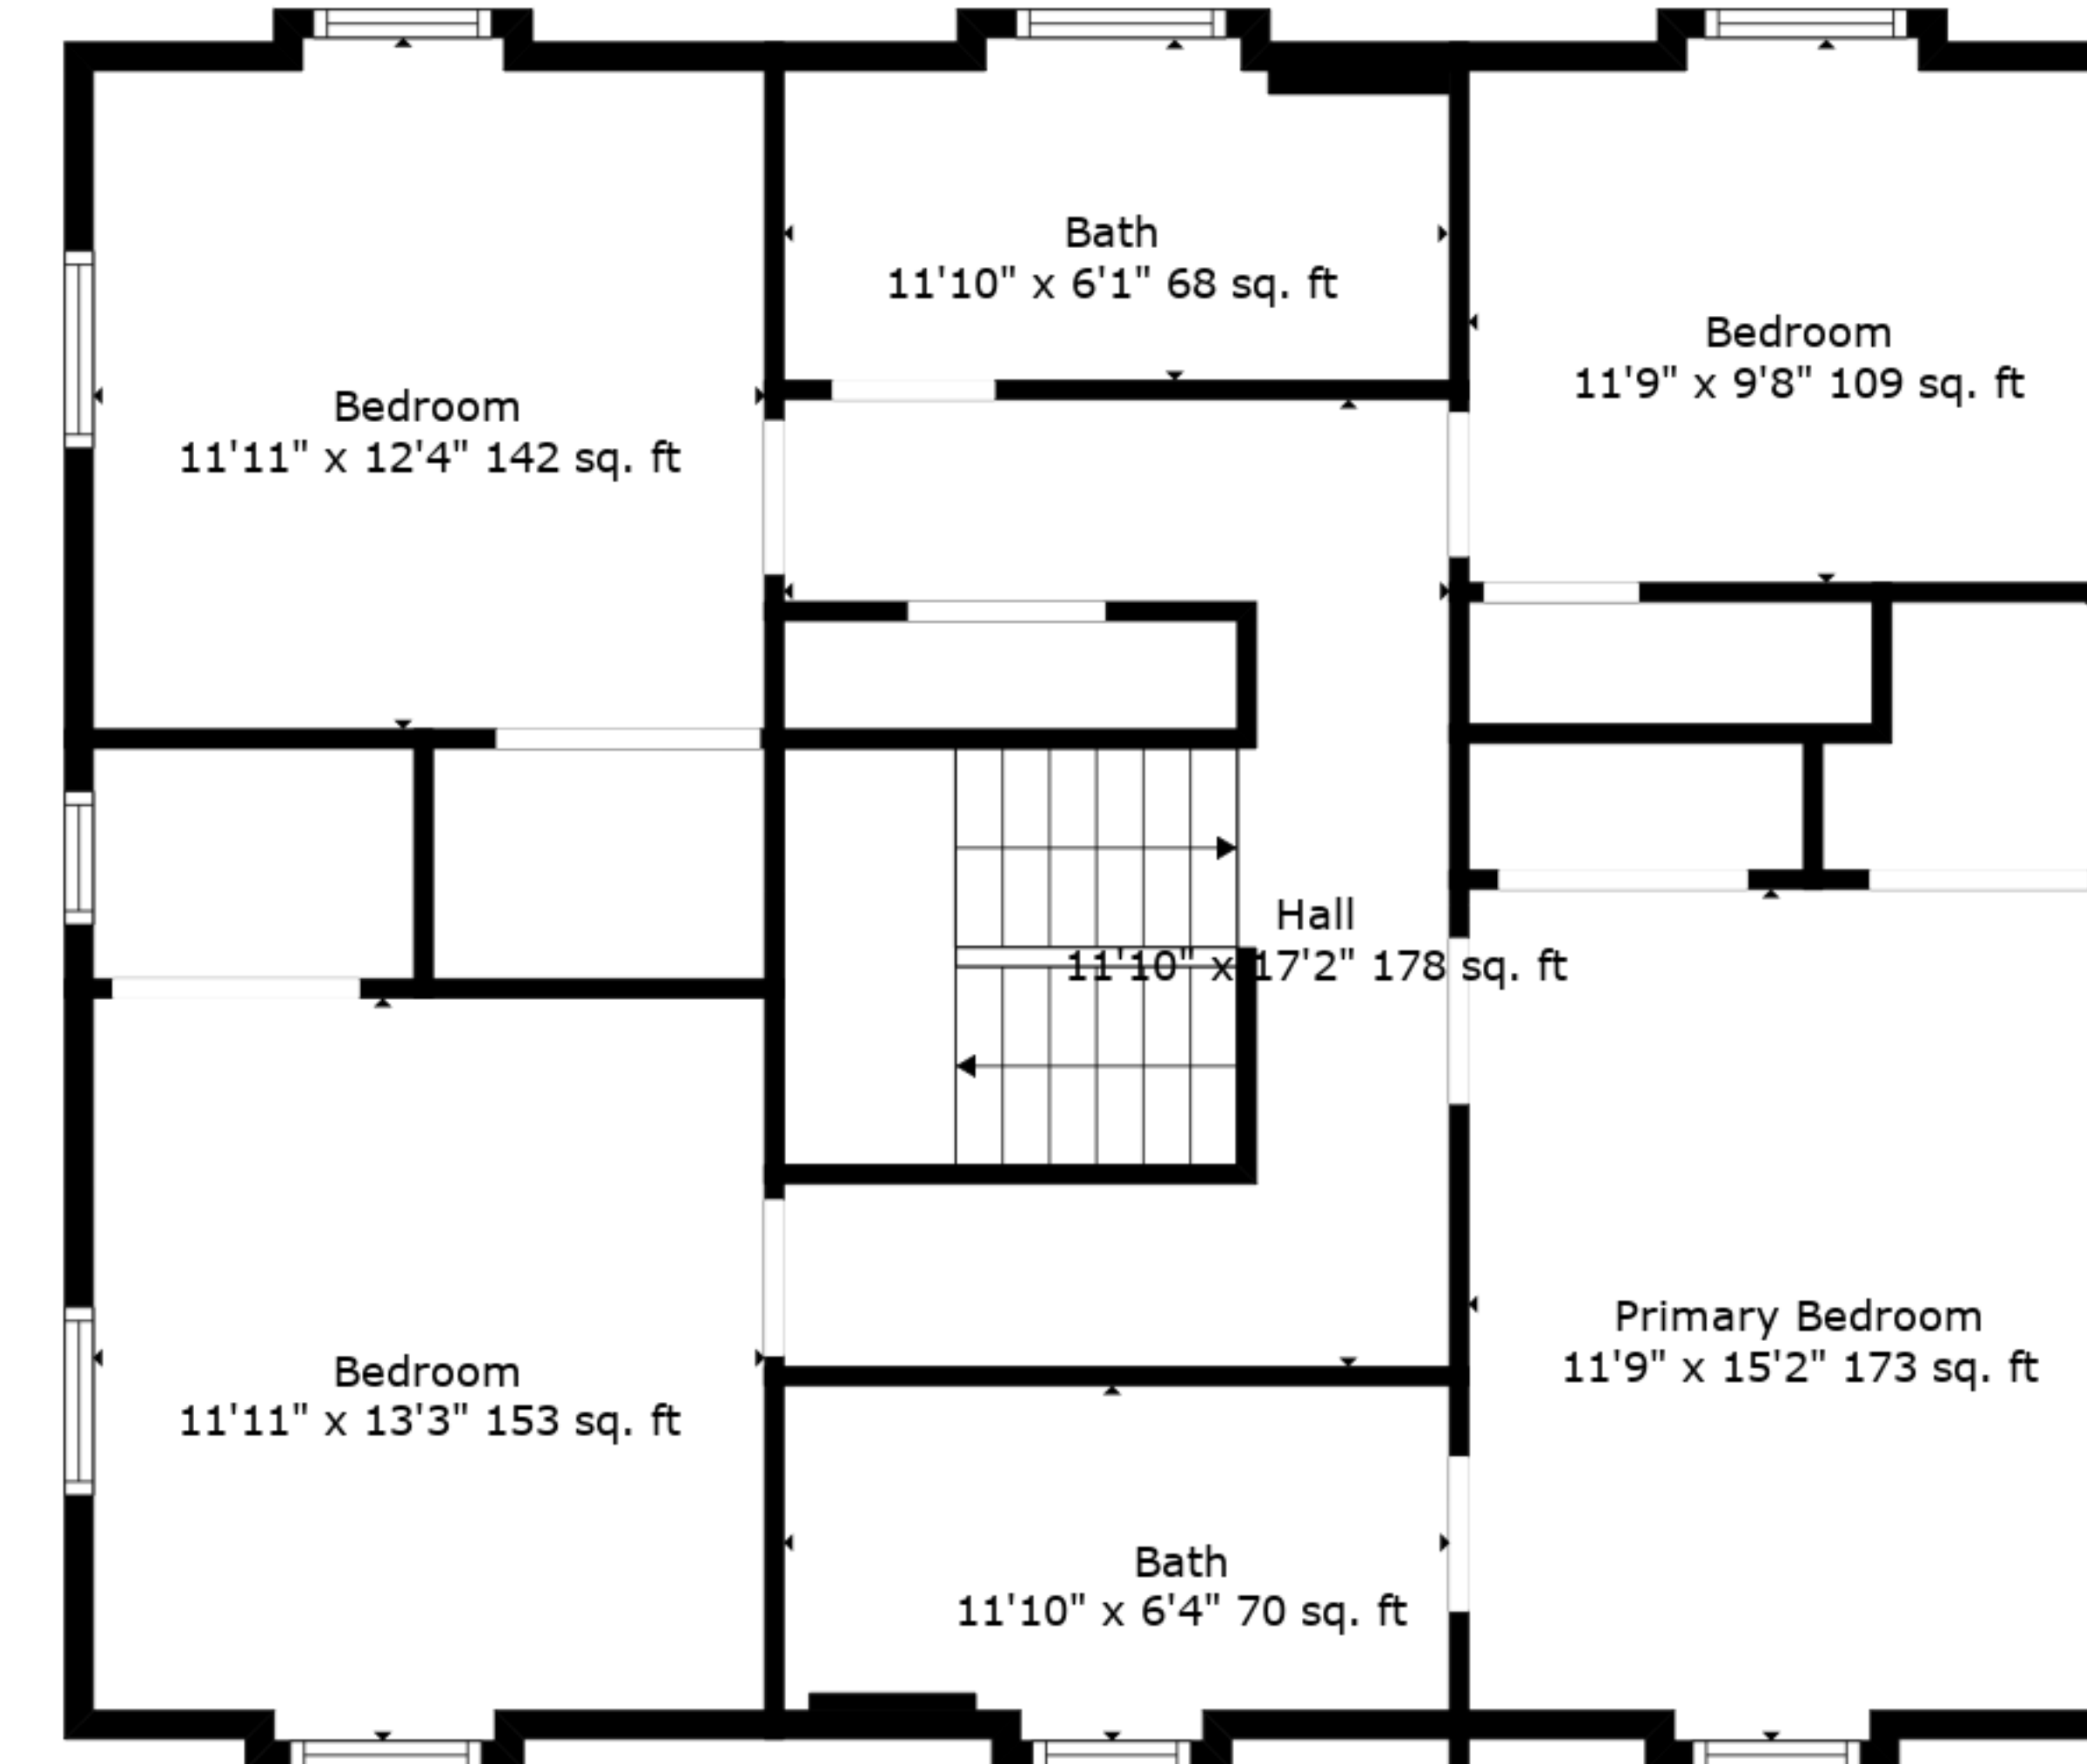 Bath
11'10" x 6'1" 68 sq. ft
Bedroom
11'9" x 9'8" 109 sq. ft
Bedroom
11'11" x 12'4" 142 sq. ft
Hall
11'10" x 17'2" 178 sq. ft
Primary Bedroom
11'9" x 15'2" 173 sq. ft
Bedroom
11'11" x 13'3" 153 sq. ft
Bath
11'10" x 6'4" 70 sq. ft